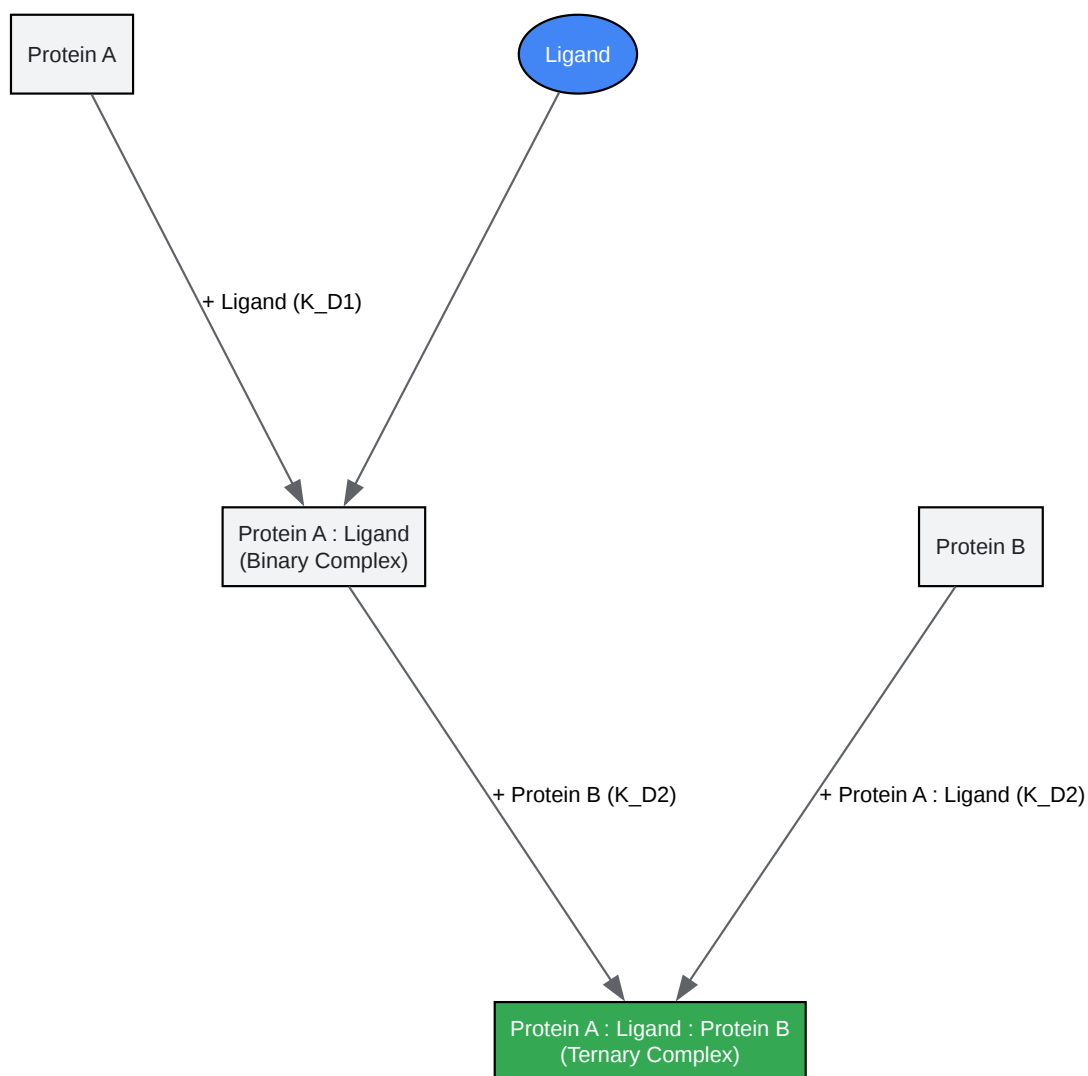 Protein A
Ligand
+ Ligand (K_D1)
Protein A : Ligand
(Binary Complex)
Protein B
+ Protein B (K_D2)
+ Protein A : Ligand (K_D2)
Protein A : Ligand : Protein B
(Ternary Complex)